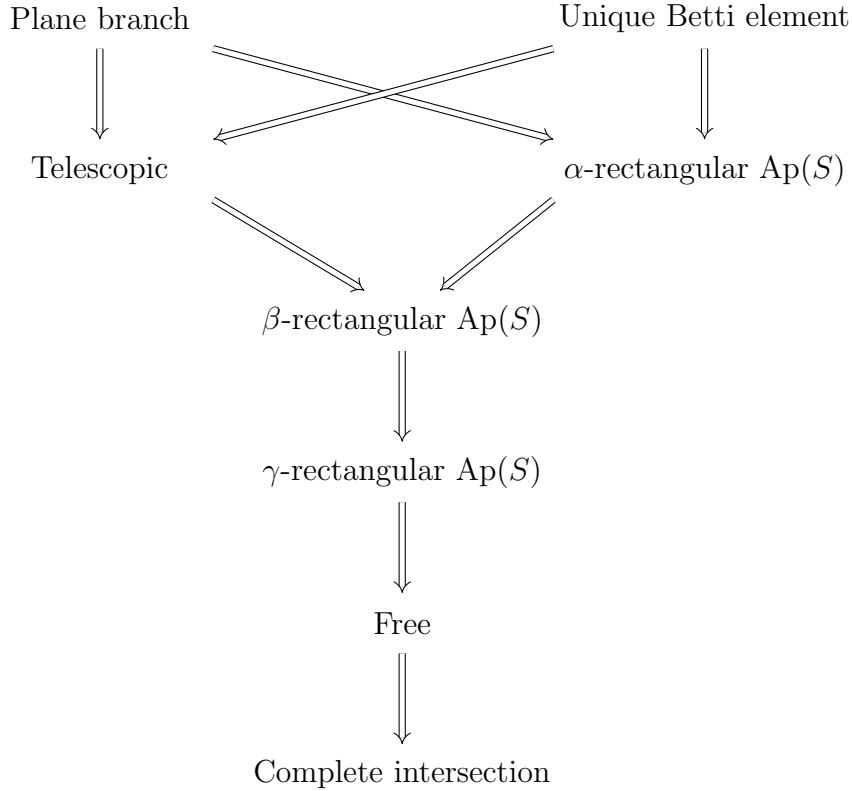 Plane branch
Unique Betti element
Telescopic
α-rectangular Ap(S)
β-rectangular Ap(S)
γ-rectangular Ap(S)
Free
Complete intersection